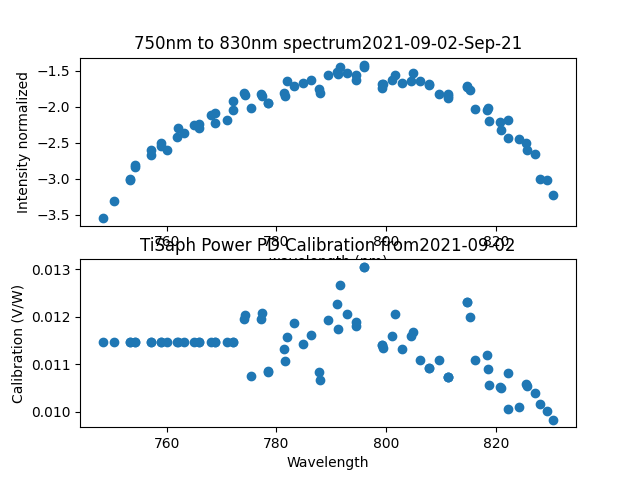 750nm to 830nm spectrum2021-09-02-Sep-21
Intensity normalized
−1.5
−2.0
−2.5
−3.0
−3.5
760 780 800 820
wavelength (nm)
TiSaph Power PD Calibration from2021-09-02
Calibration (V/W)
0.013
0.012
0.011
0.010
760 780 800 820
Wavelength